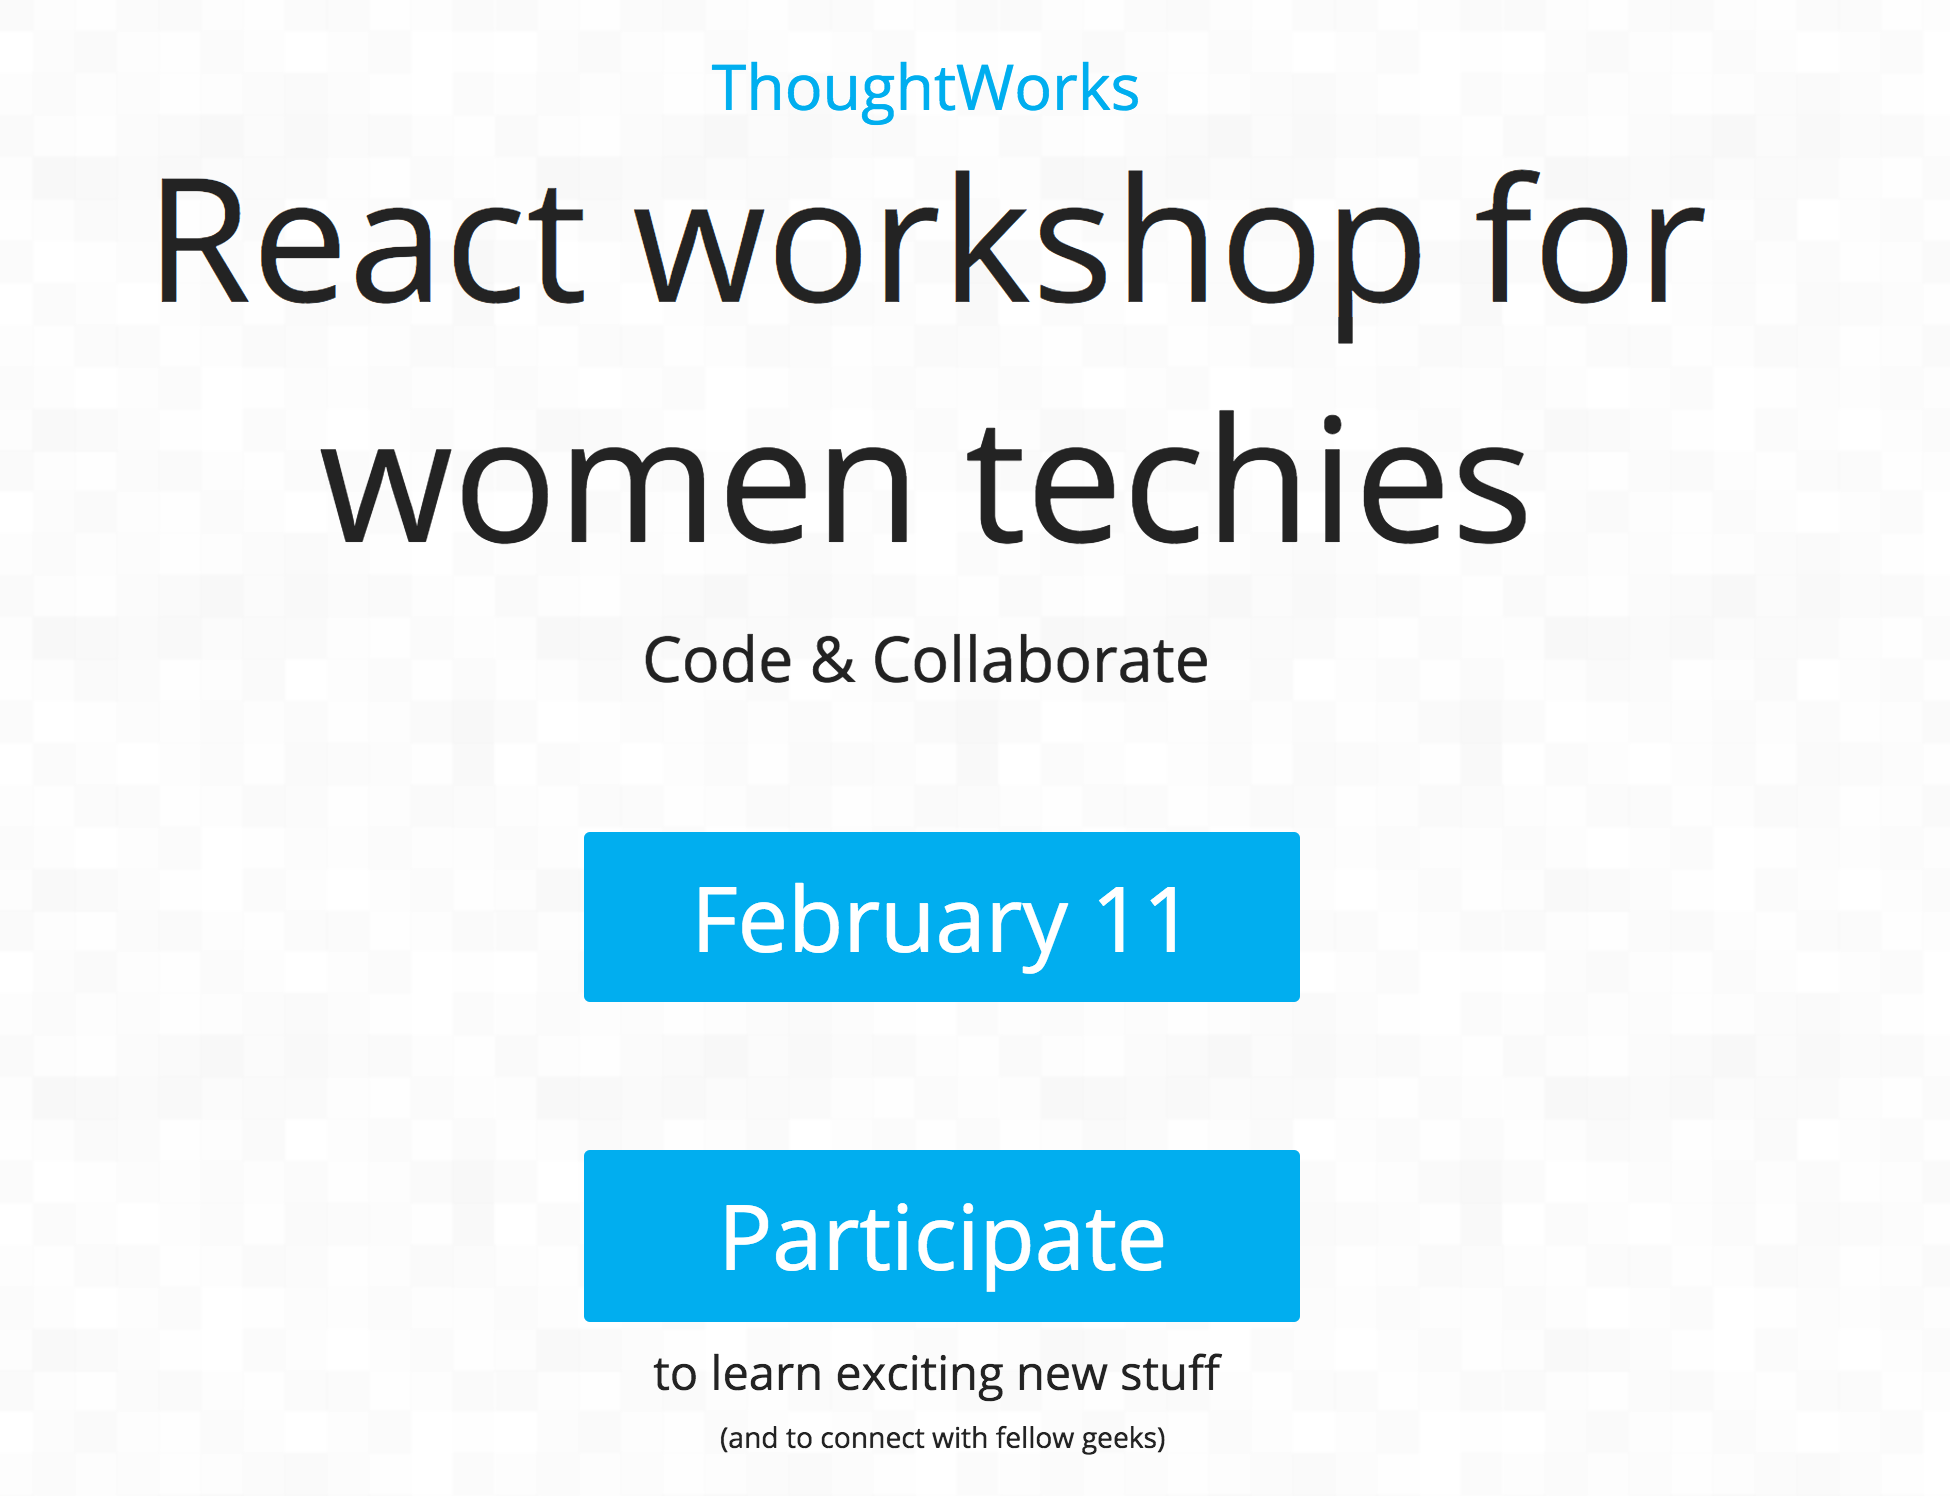 ThoughtWorks
React workshop for
women techies
Code & Collaborate
February 11
Participate
to learn exciting new stuff
(and to connect with fellow geeks)